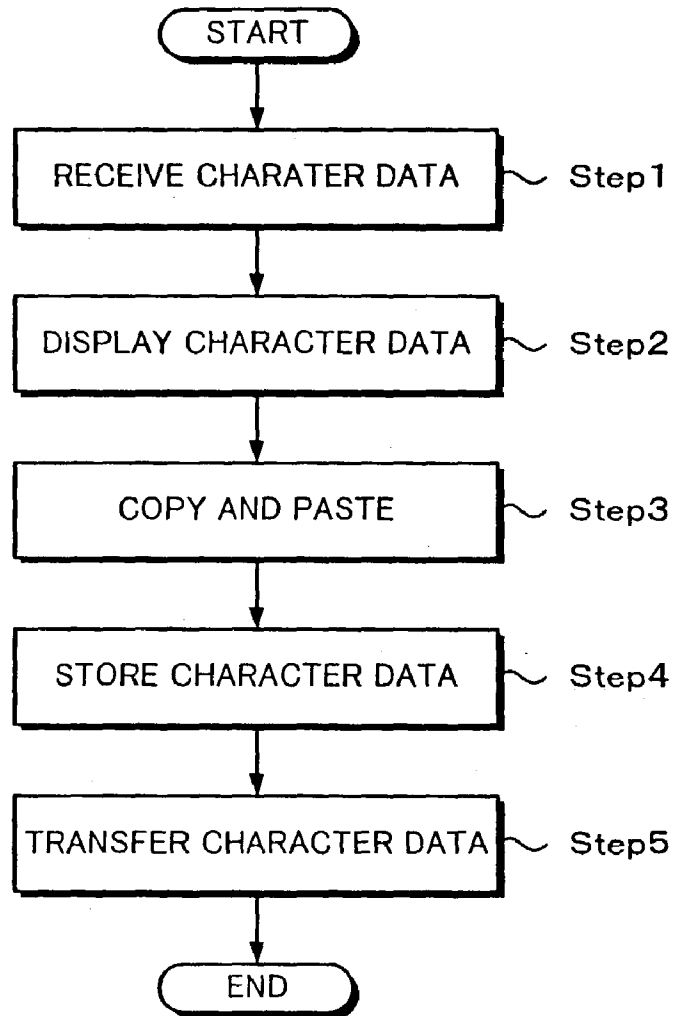 START
RECEIVE CHARATER DATA Step1
DISPLAY CHARACTER DATA Step2
COPY AND PASTE Step3
STORE CHARACTER DATA Step4
TRANSFER CHARACTER DATA Step5
END